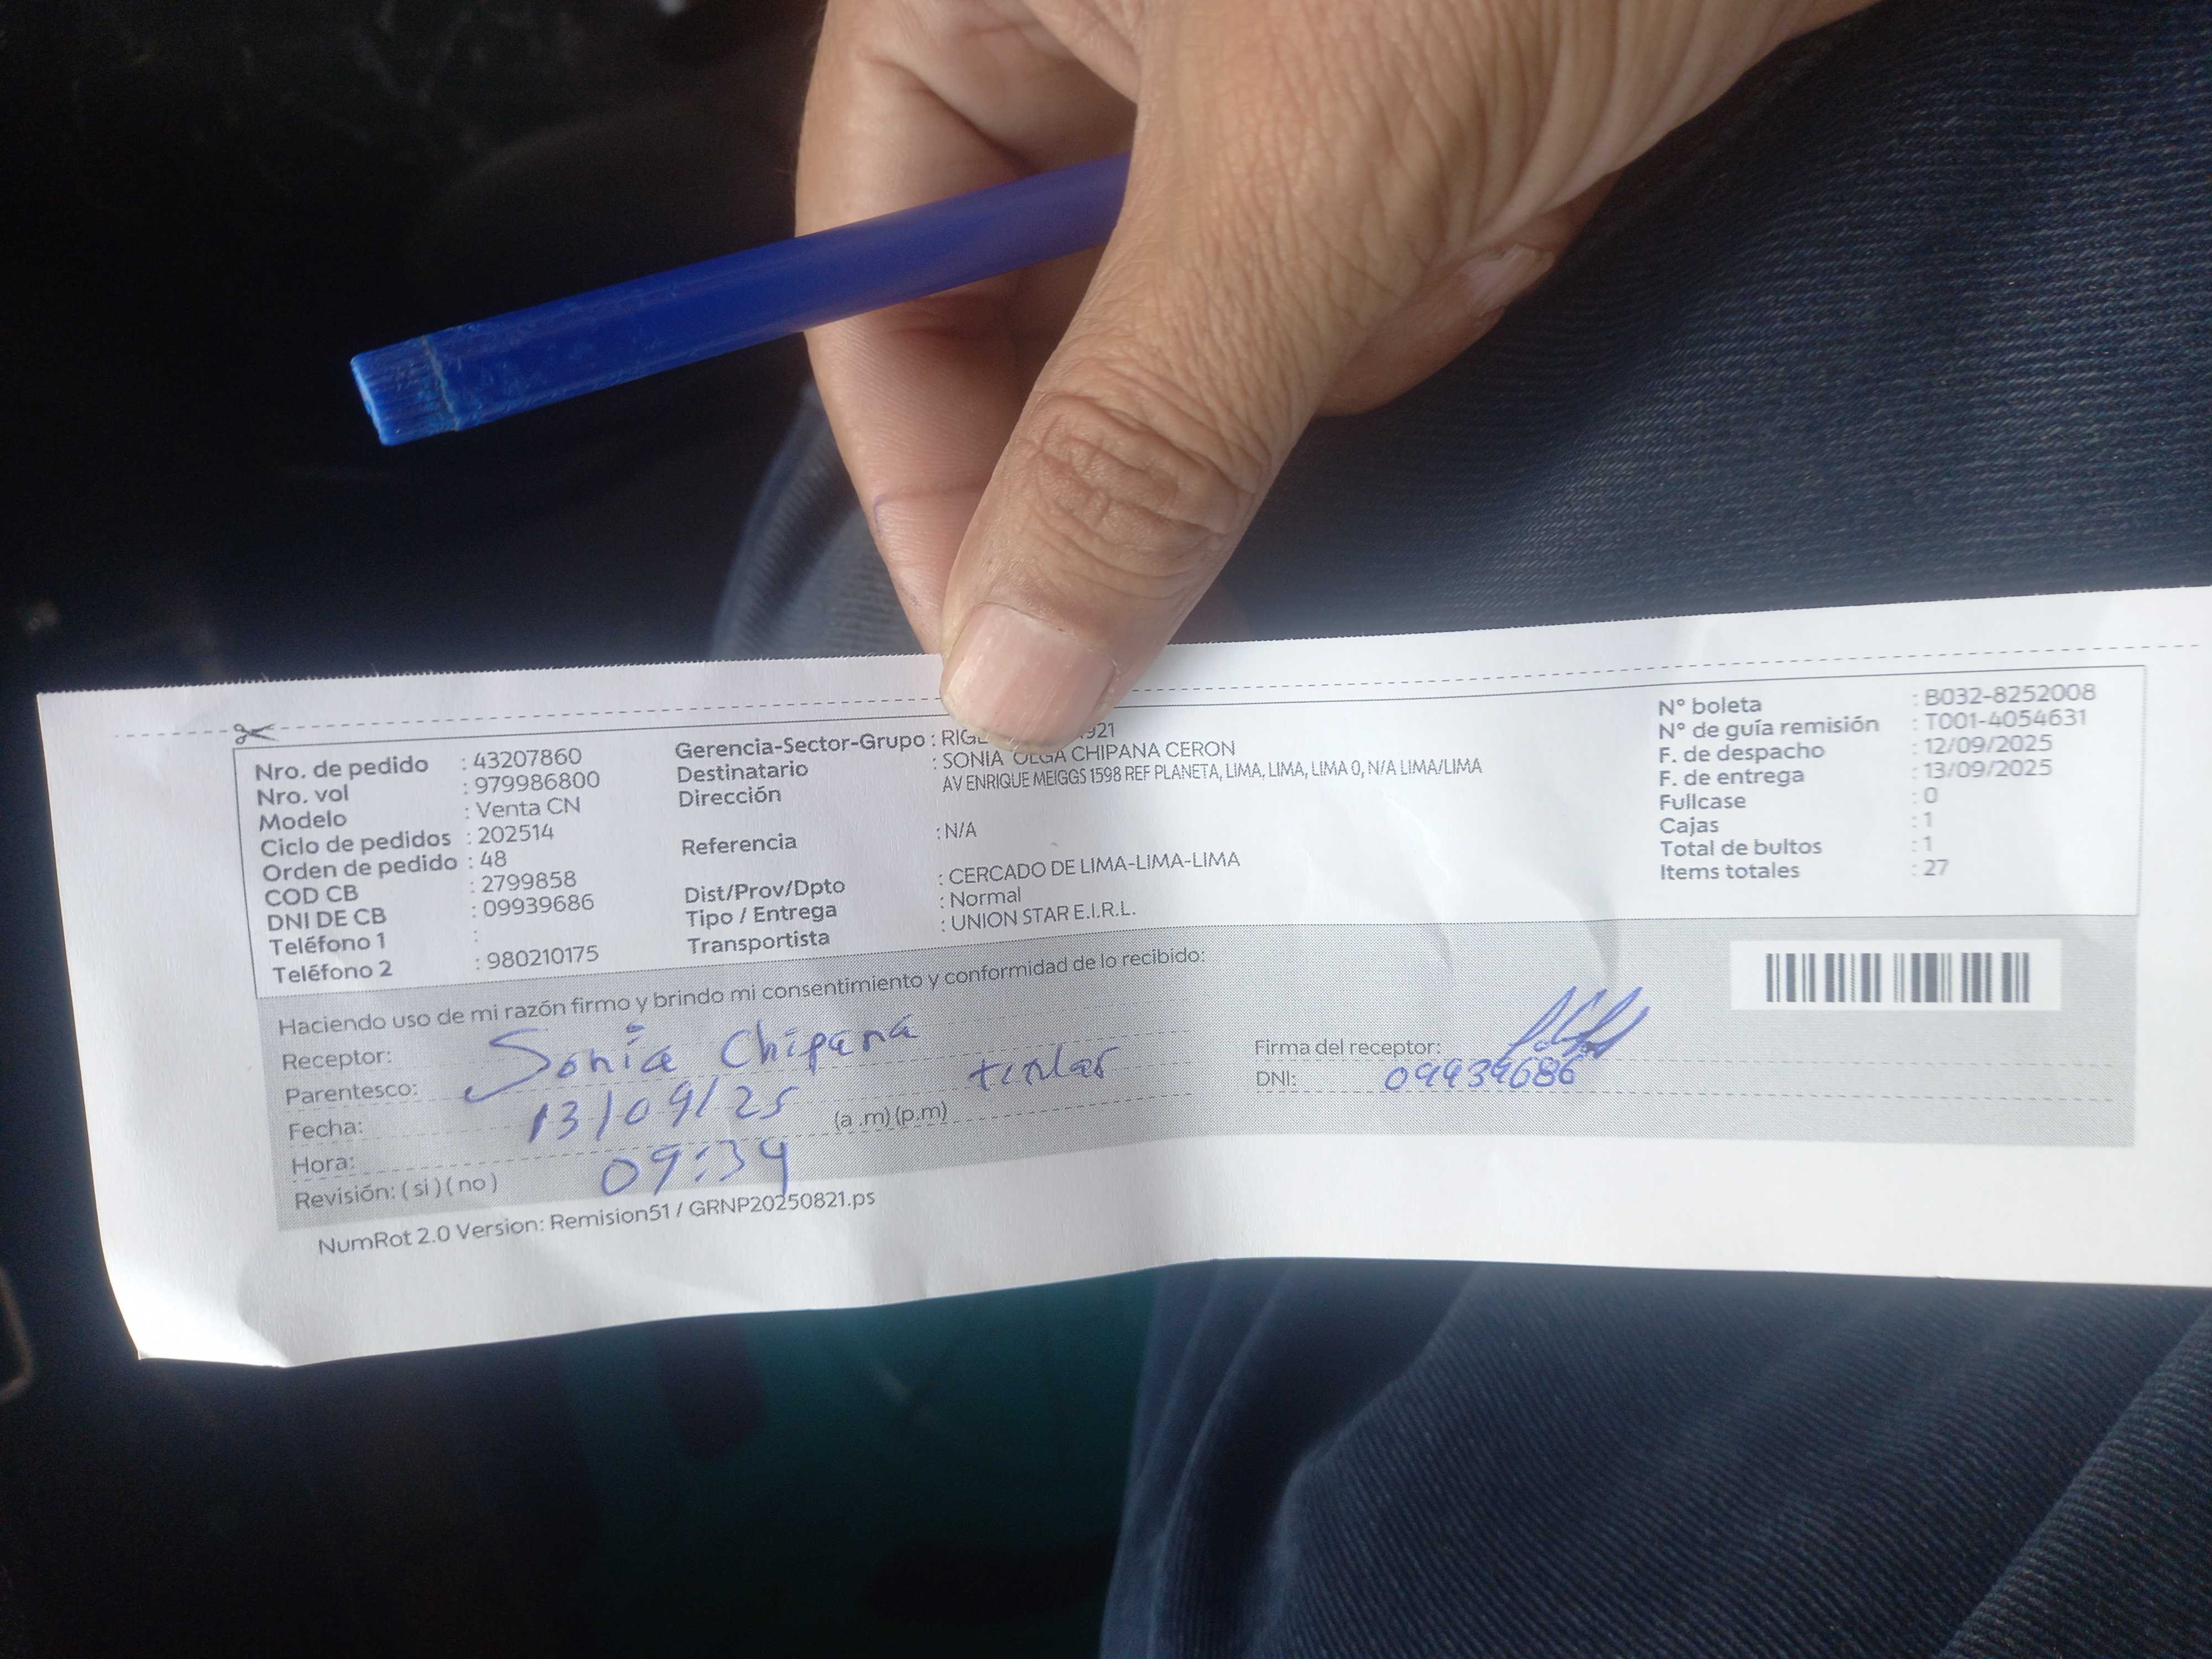 Nro. de pedido : 43207860
Nro. vol : 979986800
Modelo : Venta CN
Ciclo de pedidos : 202514
Orden de pedido : 48
COD CB : 2799858
DNI DE CB : 09939686
Teléfono 1 :
Teléfono 2 : 980210175
Gerencia-Sector-Grupo : 921
Destinatario : SONIA OLGA CHIPANA CERON
Dirección AV ENRIQUE MEIGGS 1598 REF PLANETA, LIMA, LIMA, LIMA 0, N/A LIMA/LIMA
Referencia : N/A
Dist/Prov/Dpto : CERCADO DE LIMA-LIMA-LIMA
Tipo / Entrega : Normal
Transportista : UNION STAR E.I.R.L.
N° boleta : B032-8252008
N° de guía remisión : T001-4054631
F. de despacho : 12/09/2025
F. de entrega : 13/09/2025
Fullcase : 0
Cajas : 1
Total de bultos : 1
Items totales : 27
Haciendo uso de mi razón firmo y brindo mi consentimiento y conformidad de lo recibido:
Receptor: Sonia Chipana
Parentesco: titular
Fecha: 13/09/25
Hora: 09:34 (a .m) (p.m)
Revisión: ( si ) ( no )
Firma del receptor:
DNI: 09939686
NumRot 2.0 Version: Remision51 / GRNP20250821.ps